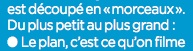 est découpé en « morceaux ».
Du plus petit au plus grand :
● Le plan, c'est ce qu'on filme